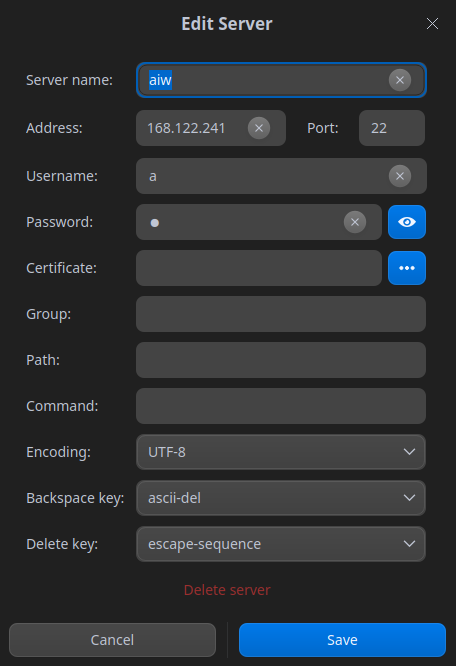 Edit Server
Server name: aiw
Address: 168.122.241 Port: 22
Username: a
Password: ●
Certificate:
Group:
Path:
Command:
Encoding: UTF-8
Backspace key: ascii-del
Delete key: escape-sequence
Delete server
Cancel Save